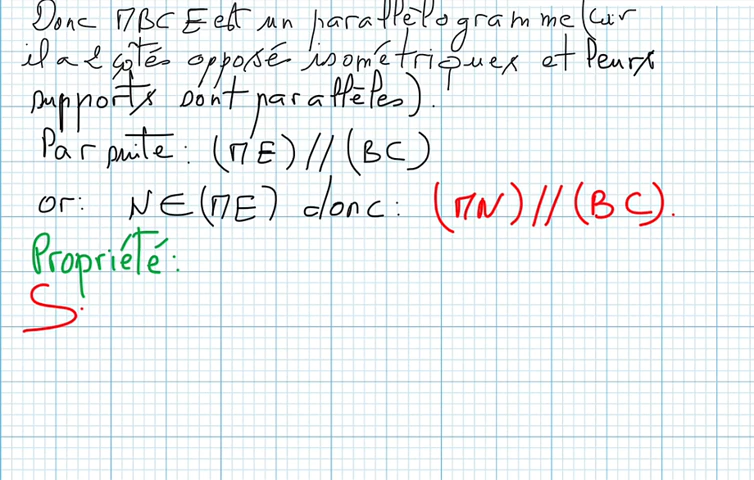 Donc MBCE est un parallélogramme (car
il a 2 côtés opposé isométriques et leurs
supports sont parallèles).
Par suite : (ME) // (BC)
or : N ∈ (ME) donc : (MN) // (BC).
Propriété :
S